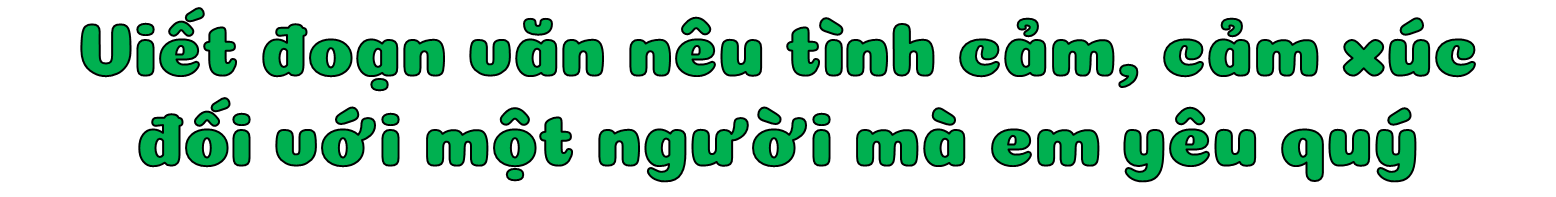 Viết đoạn văn nêu tình cảm, cảm xúc
đối với một người mà em yêu quý